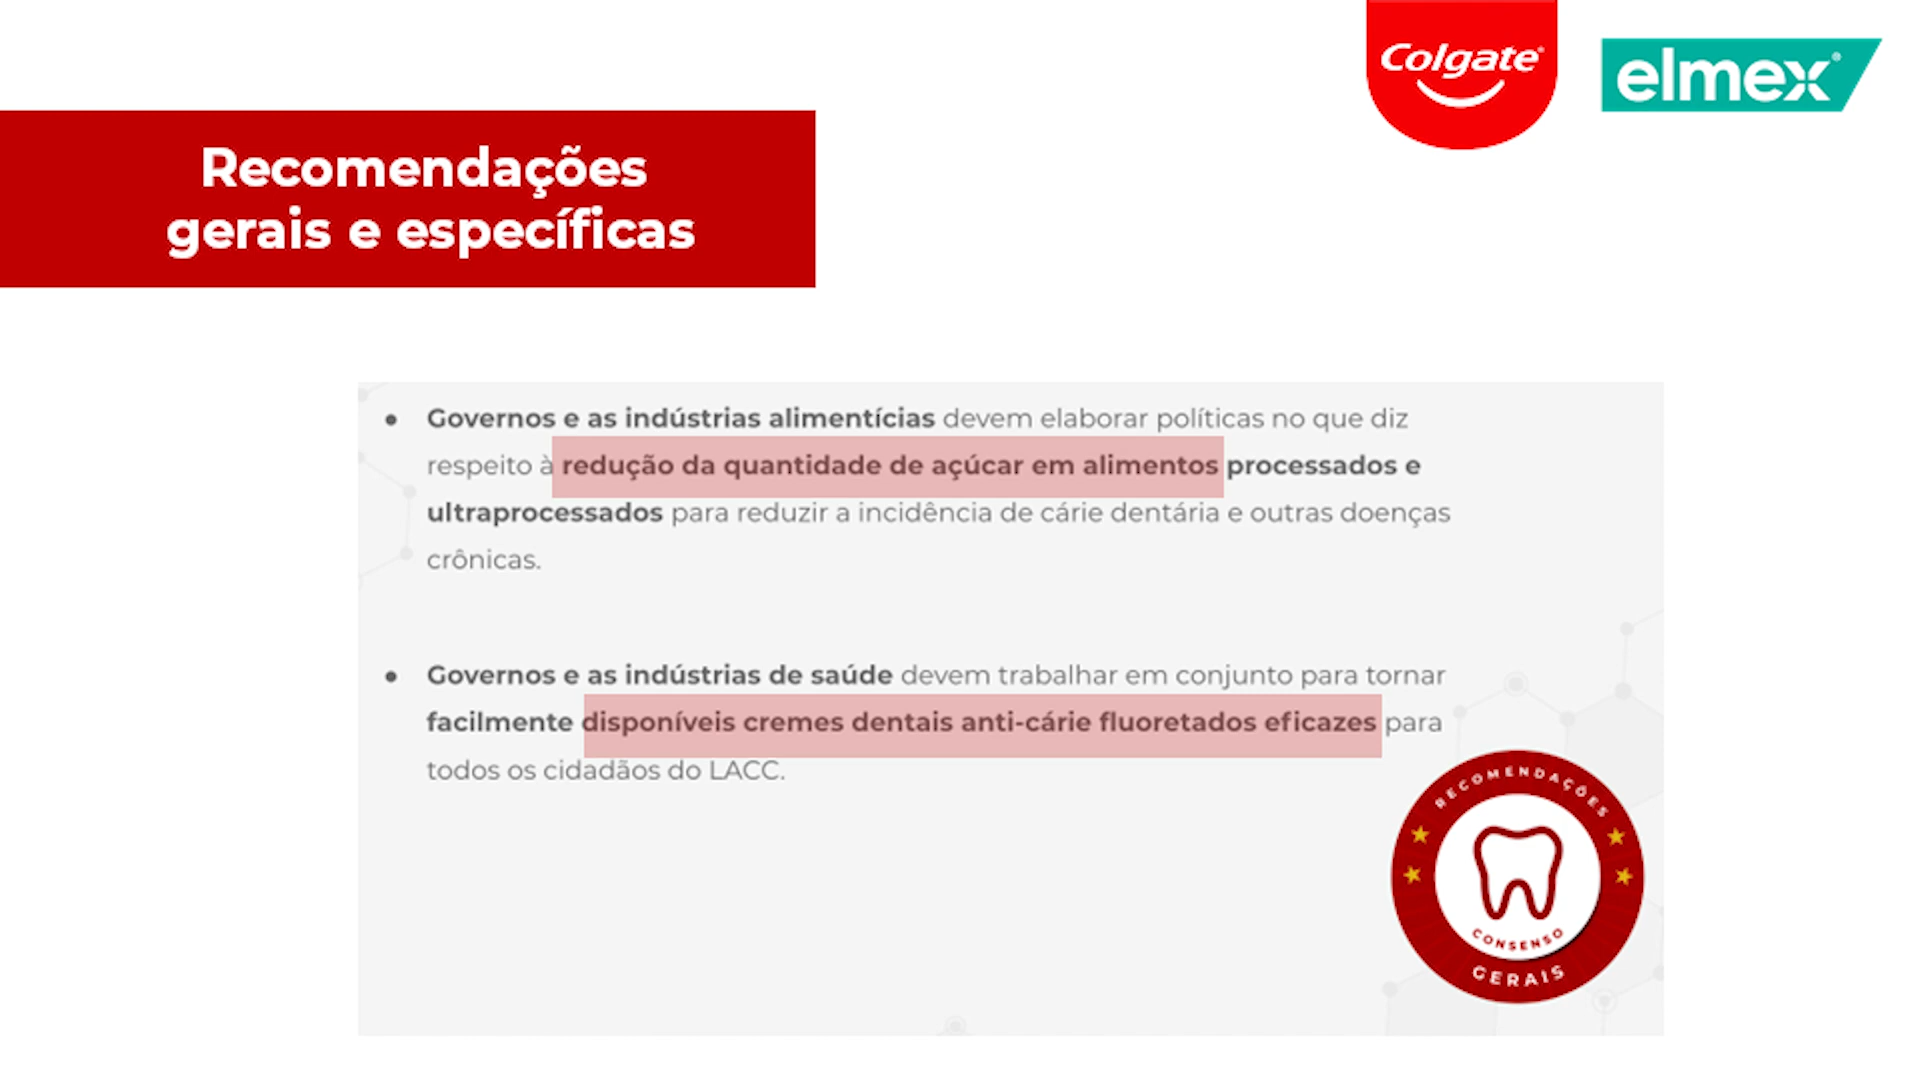 Colgate
elmex
Recomendações
gerais e específicas
● Governos e as indústrias alimentícias devem elaborar políticas no que diz
respeito à redução da quantidade de açúcar em alimentos processados e
ultraprocessados para reduzir a incidência de cárie dentária e outras doenças
crônicas.
● Governos e as indústrias de saúde devem trabalhar em conjunto para tornar
facilmente disponíveis cremes dentais anti-cárie fluoretados eficazes para
todos os cidadãos do LACC.
RECOMENDAÇÕES
CONSENSO
GERAIS